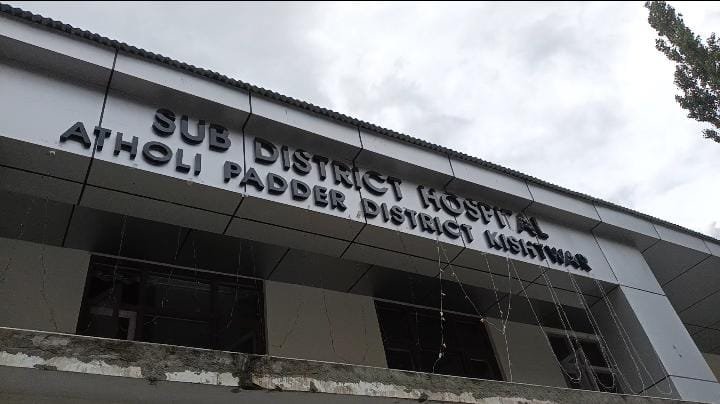 SUB DISTRICT HOSPITAL
ATHOLI PADDER DISTRICT KISHTWAR